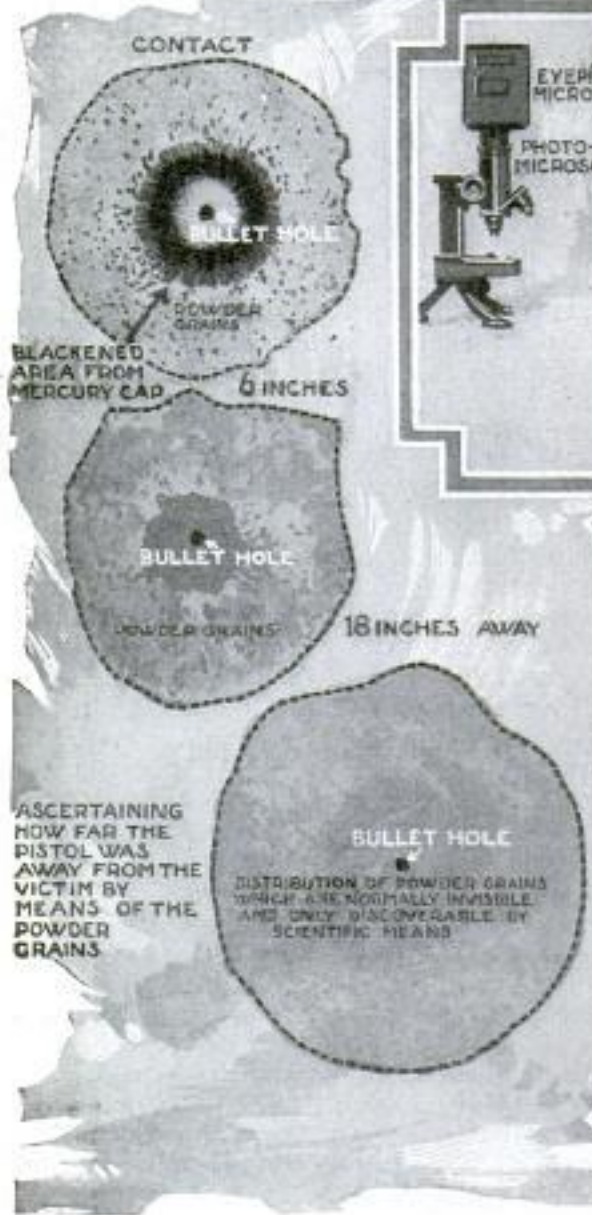 CONTACT
BULLET HOLE
POWDER
GRAINS
BLACKENED
AREA FROM
MERCURY CAP
6 INCHES
BULLET HOLE
POWDER GRAINS
18 INCHES AWAY
BULLET HOLE
DISTRIBUTION OF POWDER GRAINS
WHICH ARE NORMALLY INVISIBLE
AND ONLY DISCOVERABLE BY
SCIENTIFIC MEANS
ASCERTAINING
HOW FAR THE
PISTOL WAS
AWAY FROM THE
VICTIM BY
MEANS OF THE
POWDER
GRAINS
PHOTO-